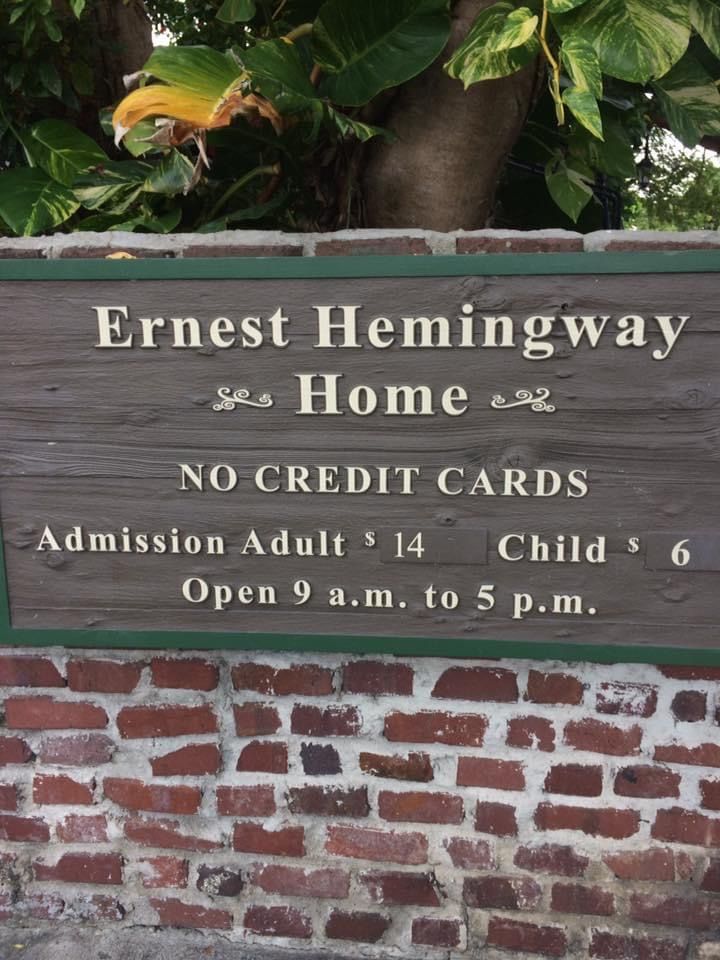 Ernest Hemingway
Home
NO CREDIT CARDS
Admission Adult $ 14 Child $ 6
Open 9 a.m. to 5 p.m.